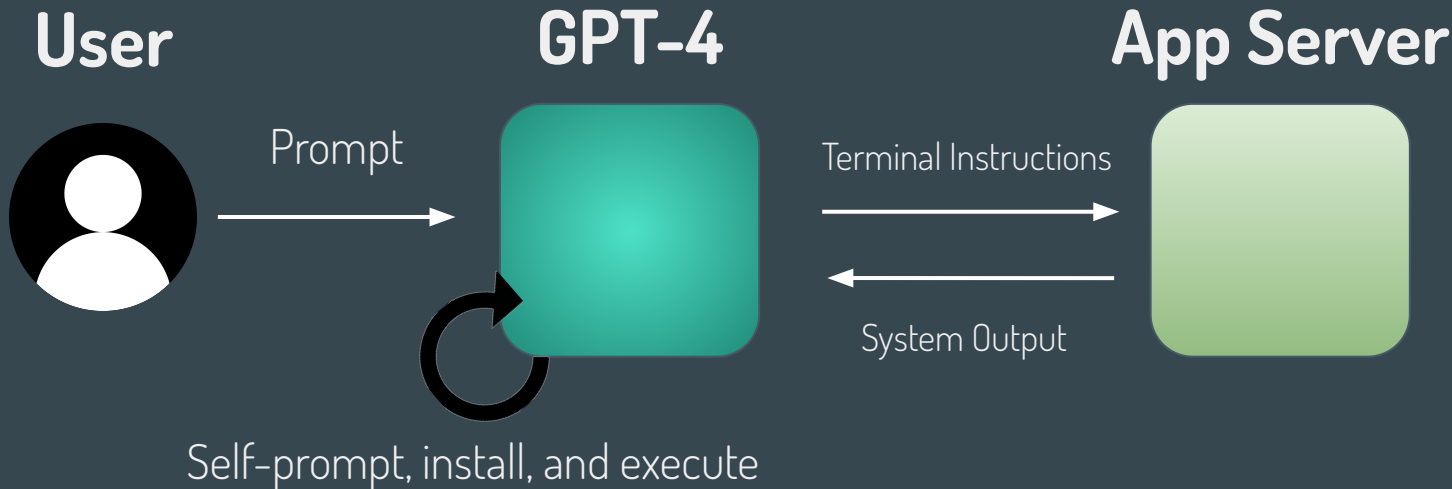 User
GPT-4
App Server
Prompt
Terminal Instructions
System Output
Self-prompt, install, and execute